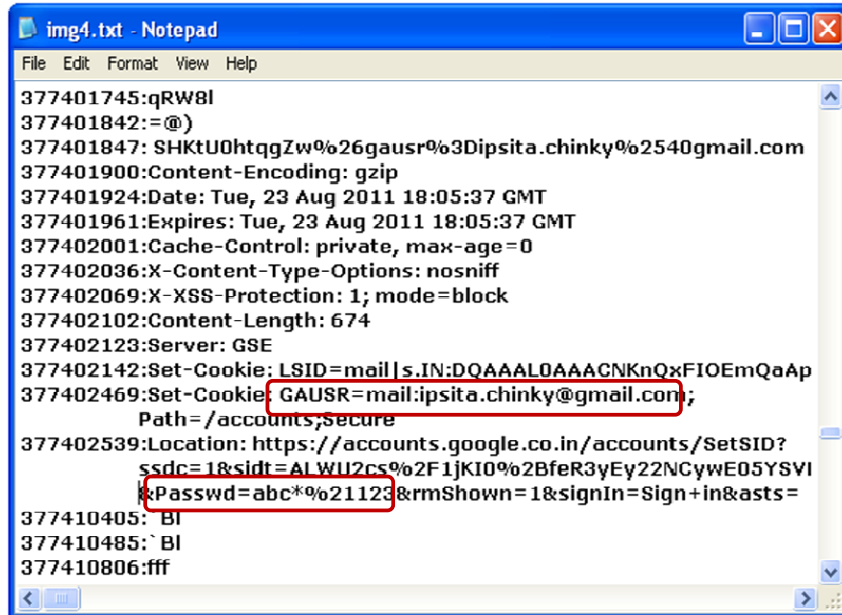 img4.txt - Notepad
File Edit Format View Help
377401745:qRW8l
377401842:=@)
377401847: SHKtU0htqgZw%26gausr%3Dipsita.chinky%2540gmail.com
377401900:Content-Encoding: gzip
377401924:Date: Tue, 23 Aug 2011 18:05:37 GMT
377401961:Expires: Tue, 23 Aug 2011 18:05:37 GMT
377402001:Cache-Control: private, max-age=0
377402036:X-Content-Type-Options: nosniff
377402069:X-XSS-Protection: 1; mode=block
377402102:Content-Length: 674
377402123:Server: GSE
377402142:Set-Cookie: LSID=mail|s.IN:DQAAAL0AAACNKnQxFIOEmQaAp
377402469:Set-Cookie: GAUSR=mail:ipsita.chinky@gmail.com;
Path=/accounts;Secure
377402539:Location: https://accounts.google.co.in/accounts/SetSID?
ssdc=1&sidt=ALWU2cs%2F1jKI0%2BfeR3yEy22NCywE05YSVl
&Passwd=abc*%21123&rmShown=1&signIn=Sign+in&asts=
377410405:`Bl
377410485:`Bl
377410806:fff